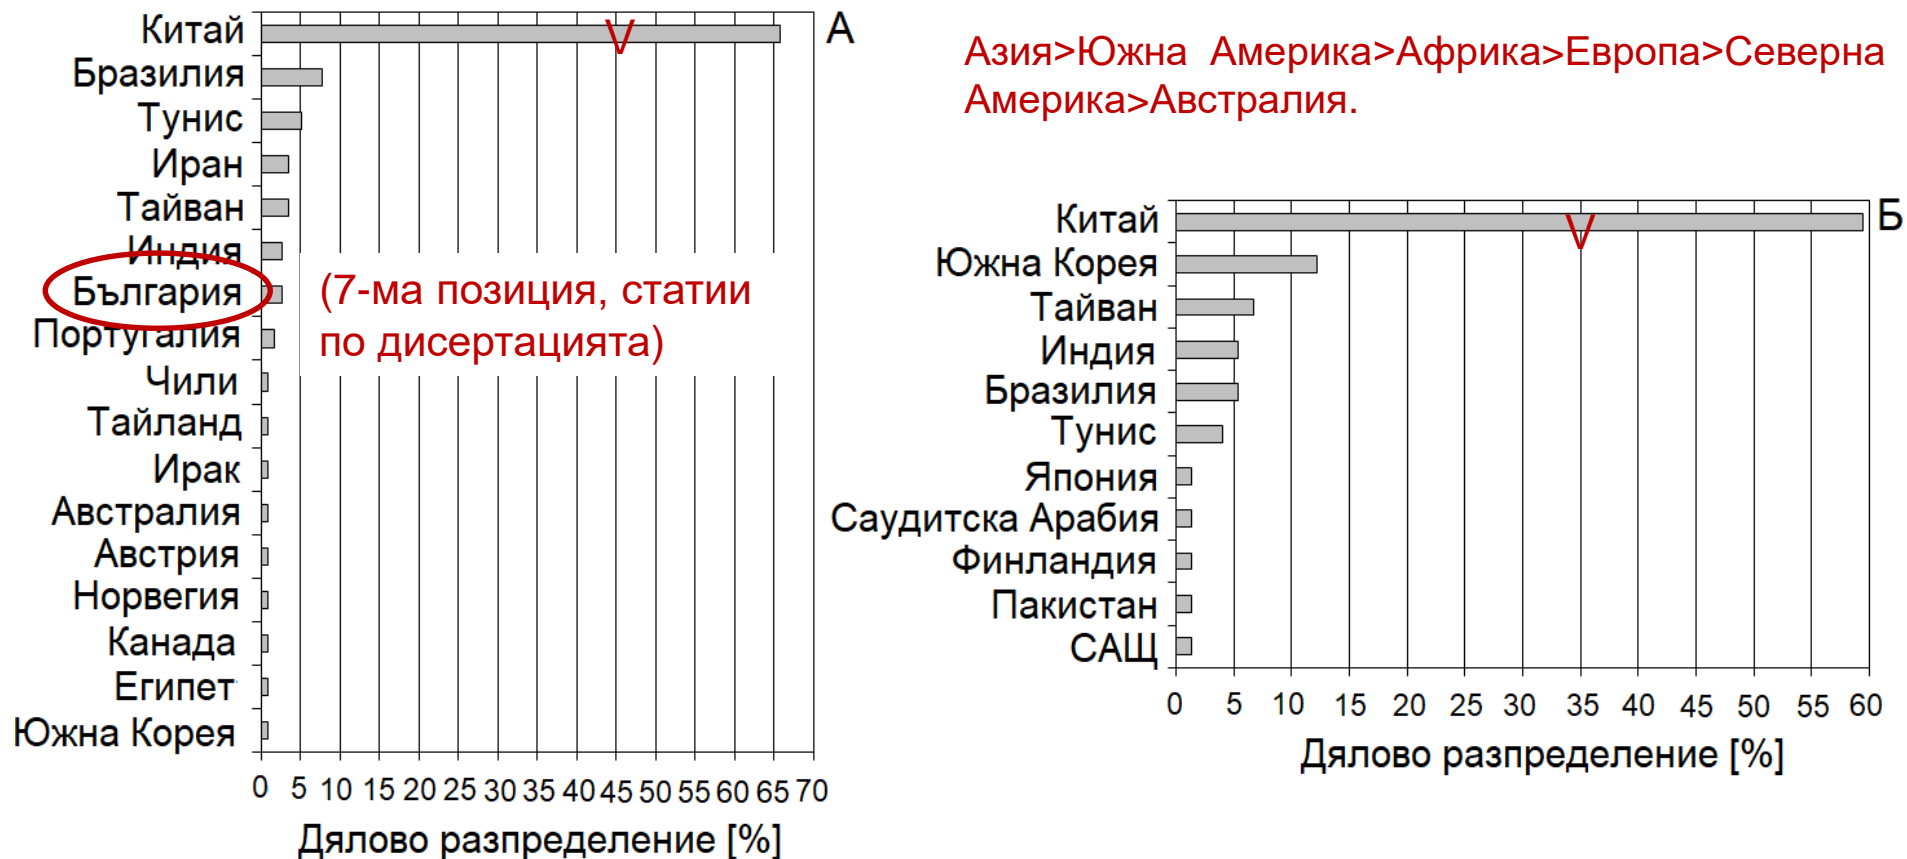 Китай
Бразилия
Тунис
Иран
Тайван
Индия
България
Португалия
Чили
Тайланд
Ирак
Австралия
Австрия
Норвегия
Канада
Египет
Южна Корея
0 5 10 15 20 25 30 35 40 45 50 55 60 65 70
Дялово разпределение [%]
V
А
(7-ма позиция, статии
по дисертацията)
Азия>Южна Америка>Африка>Европа>Северна
Америка>Австралия.
Китай
Южна Корея
Тайван
Индия
Бразилия
Тунис
Япония
Саудитска Арабия
Финландия
Пакистан
САЩ
0 5 10 15 20 25 30 35 40 45 50 55 60
Дялово разпределение [%]
V
Б